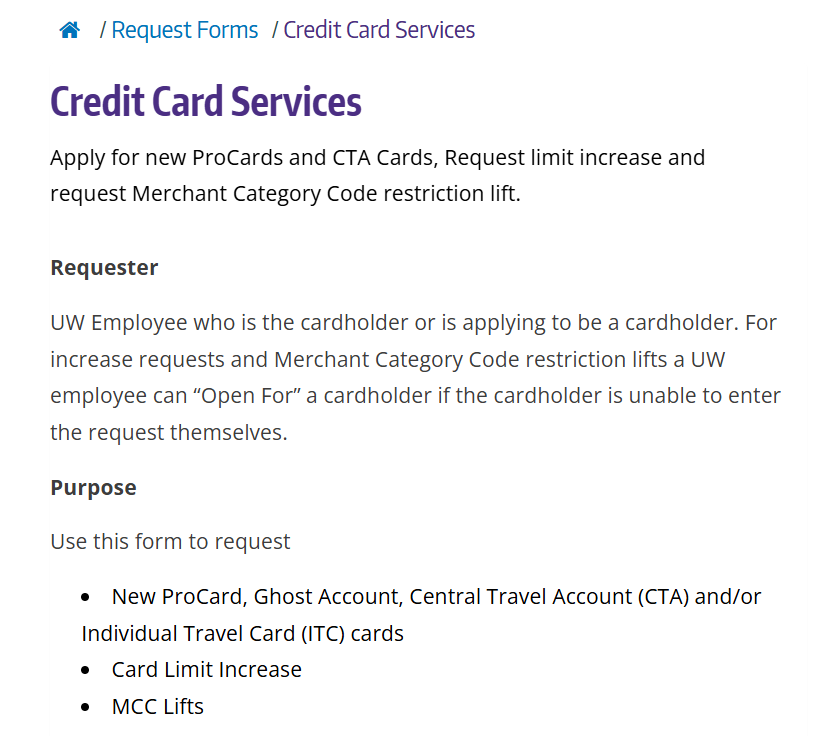 / Request Forms / Credit Card Services
Credit Card Services
Apply for new ProCards and CTA Cards, Request limit increase and
request Merchant Category Code restriction lift.
Requester
UW Employee who is the cardholder or is applying to be a cardholder. For
increase requests and Merchant Category Code restriction lifts a UW
employee can “Open For” a cardholder if the cardholder is unable to enter
the request themselves.
Purpose
Use this form to request
• New ProCard, Ghost Account, Central Travel Account (CTA) and/or
Individual Travel Card (ITC) cards
• Card Limit Increase
• MCC Lifts